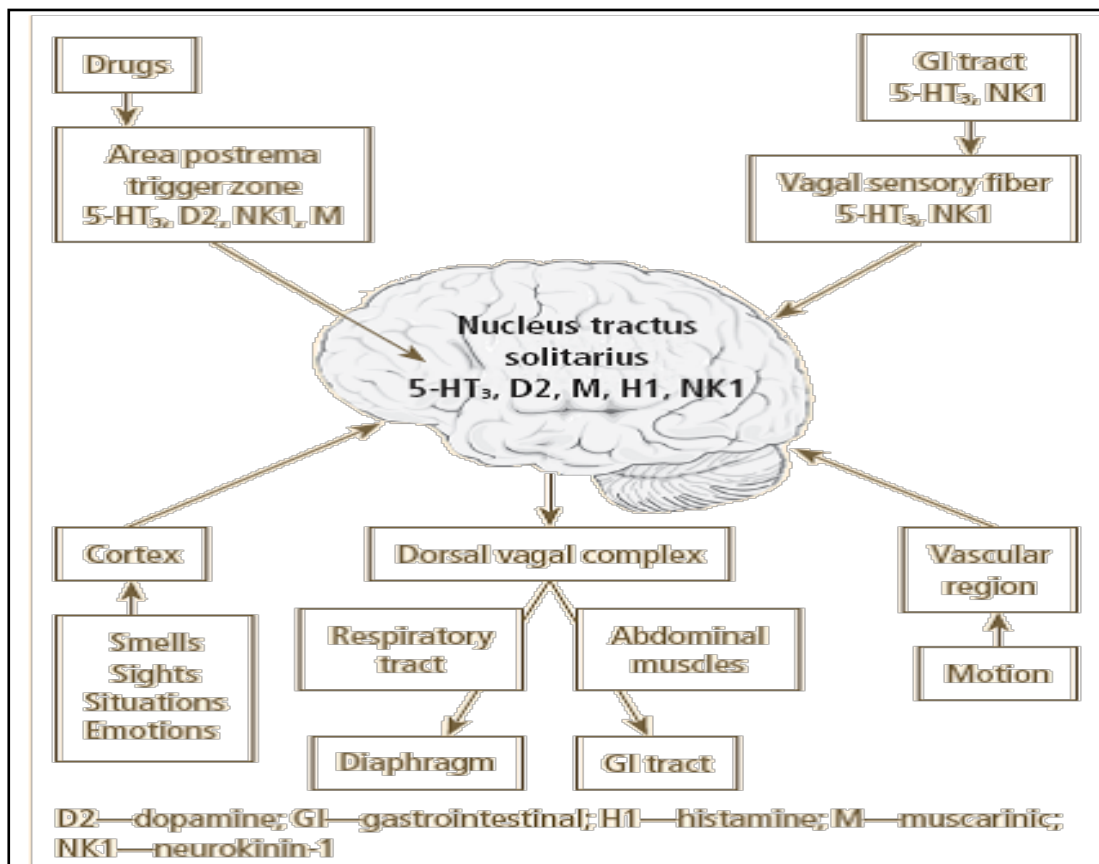 Drugs
Area postrema
trigger zone
5-HT₃, D2, NK1, M
GI tract
5-HT₃, NK1
Vagal sensory fiber
5-HT₃, NK1
Nucleus tractus
solitarius
5-HT₃, D2, M, H1, NK1
Cortex
Smells
Sights
Situations
Emotions
Dorsal vagal complex
Respiratory
tract
Abdominal
muscles
Diaphragm
GI tract
Vascular
region
Motion
D2—dopamine; GI—gastrointestinal; H1—histamine; M—muscarinic;
NK1—neurokinin-1